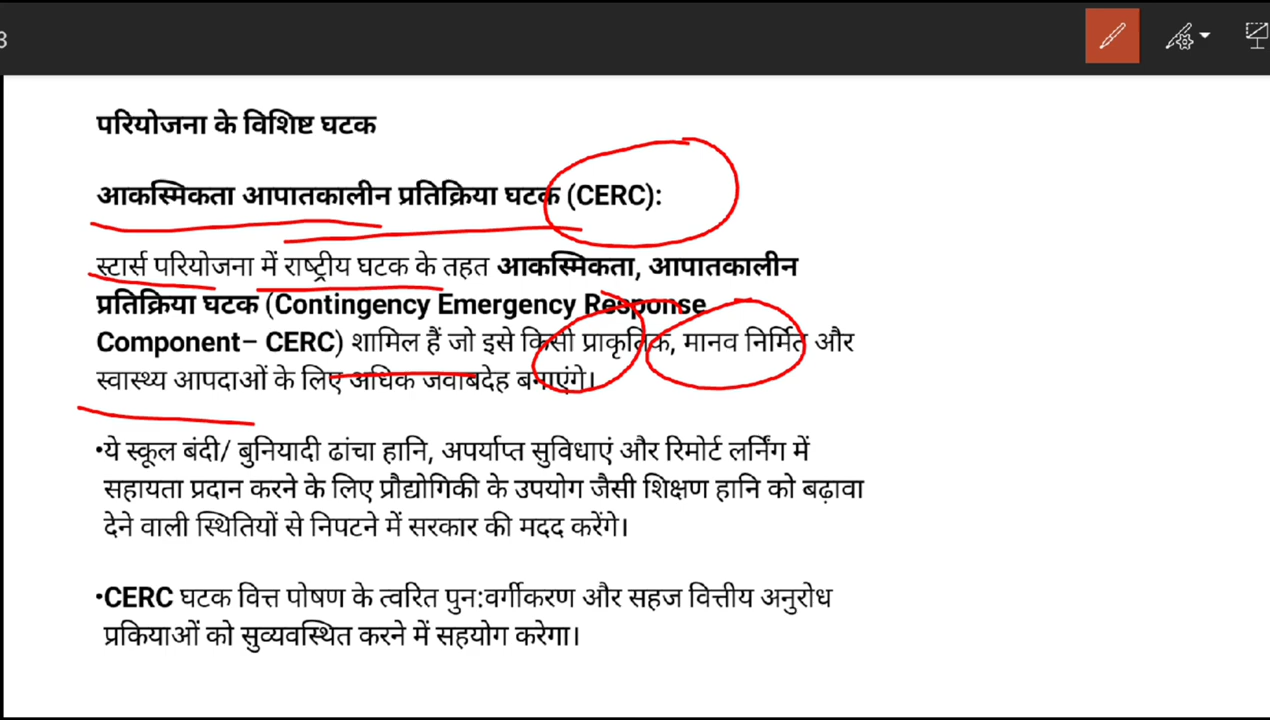 3
परियोजना के विशिष्ट घटक
आकस्मिकता आपातकालीन प्रतिक्रिया घटक (CERC):
स्टार्स परियोजना में राष्ट्रीय घटक के तहत आकस्मिकता, आपातकालीन
प्रतिक्रिया घटक (Contingency Emergency Response
Component– CERC) शामिल हैं जो इसे किसी प्राकृतिक, मानव निर्मित और
स्वास्थ्य आपदाओं के लिए अधिक जवाबदेह बनाएंगे।
•ये स्कूल बंदी/ बुनियादी ढांचा हानि, अपर्याप्त सुविधाएं और रिमोर्ट लर्निंग में
सहायता प्रदान करने के लिए प्रौद्योगिकी के उपयोग जैसी शिक्षण हानि को बढ़ावा
देने वाली स्थितियों से निपटने में सरकार की मदद करेंगे।
•CERC घटक वित्त पोषण के त्वरित पुन:वर्गीकरण और सहज वित्तीय अनुरोध
प्रकियाओं को सुव्यवस्थित करने में सहयोग करेगा।